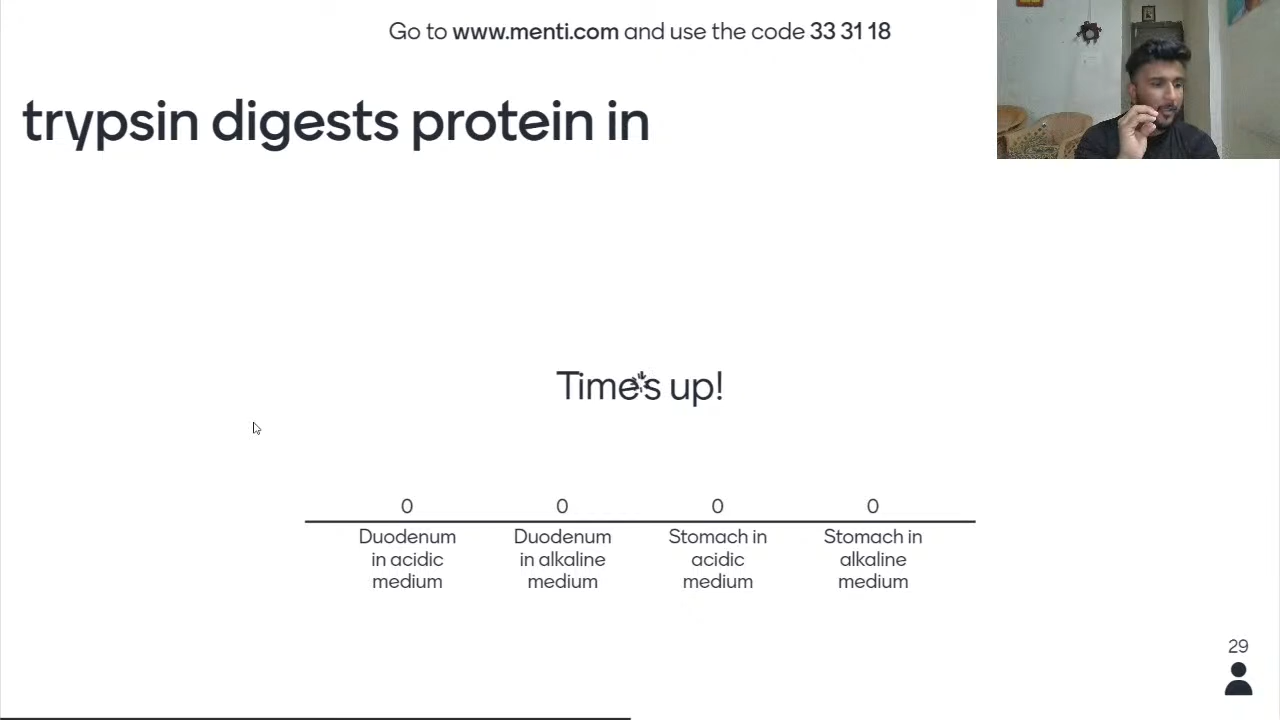 Go to www.menti.com and use the code 33 31 18
trypsin digests protein in
Time's up!
0 0 0 0
Duodenum in acidic medium
Duodenum in alkaline medium
Stomach in acidic medium
Stomach in alkaline medium
29